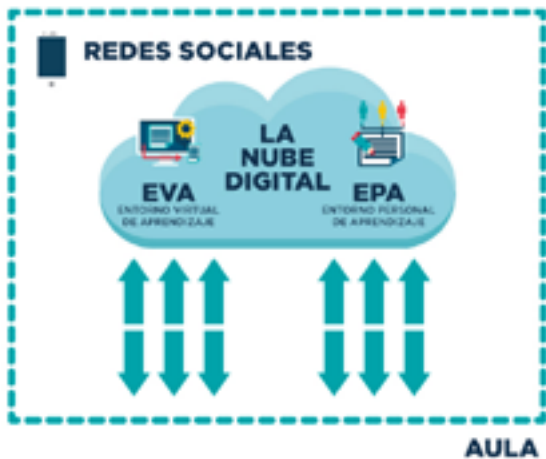 REDES SOCIALES
LA
NUBE
DIGITAL
EVA
ENTORNO VIRTUAL
DE APRENDIZAJE
EPA
ENTORNO PERSONAL
DE APRENDIZAJE
AULA